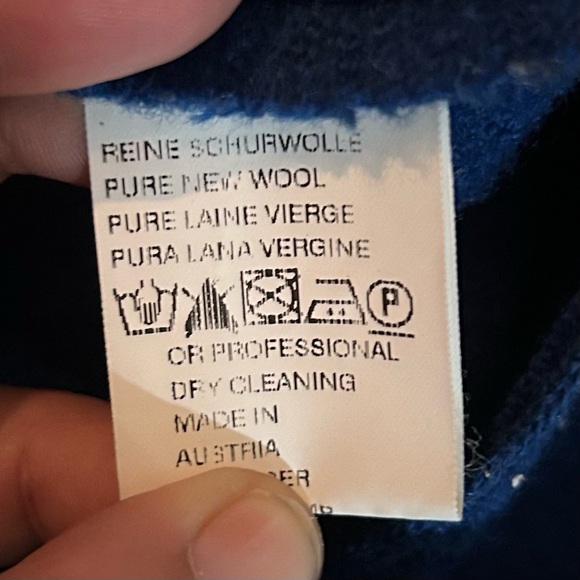 REINE SCHURWOLLE
PURE NEW WOOL
PURE LAINE VIERGE
PURA LANA VERGINE
P
OR PROFESSIONAL
DRY CLEANING
MADE IN
AUSTRIA